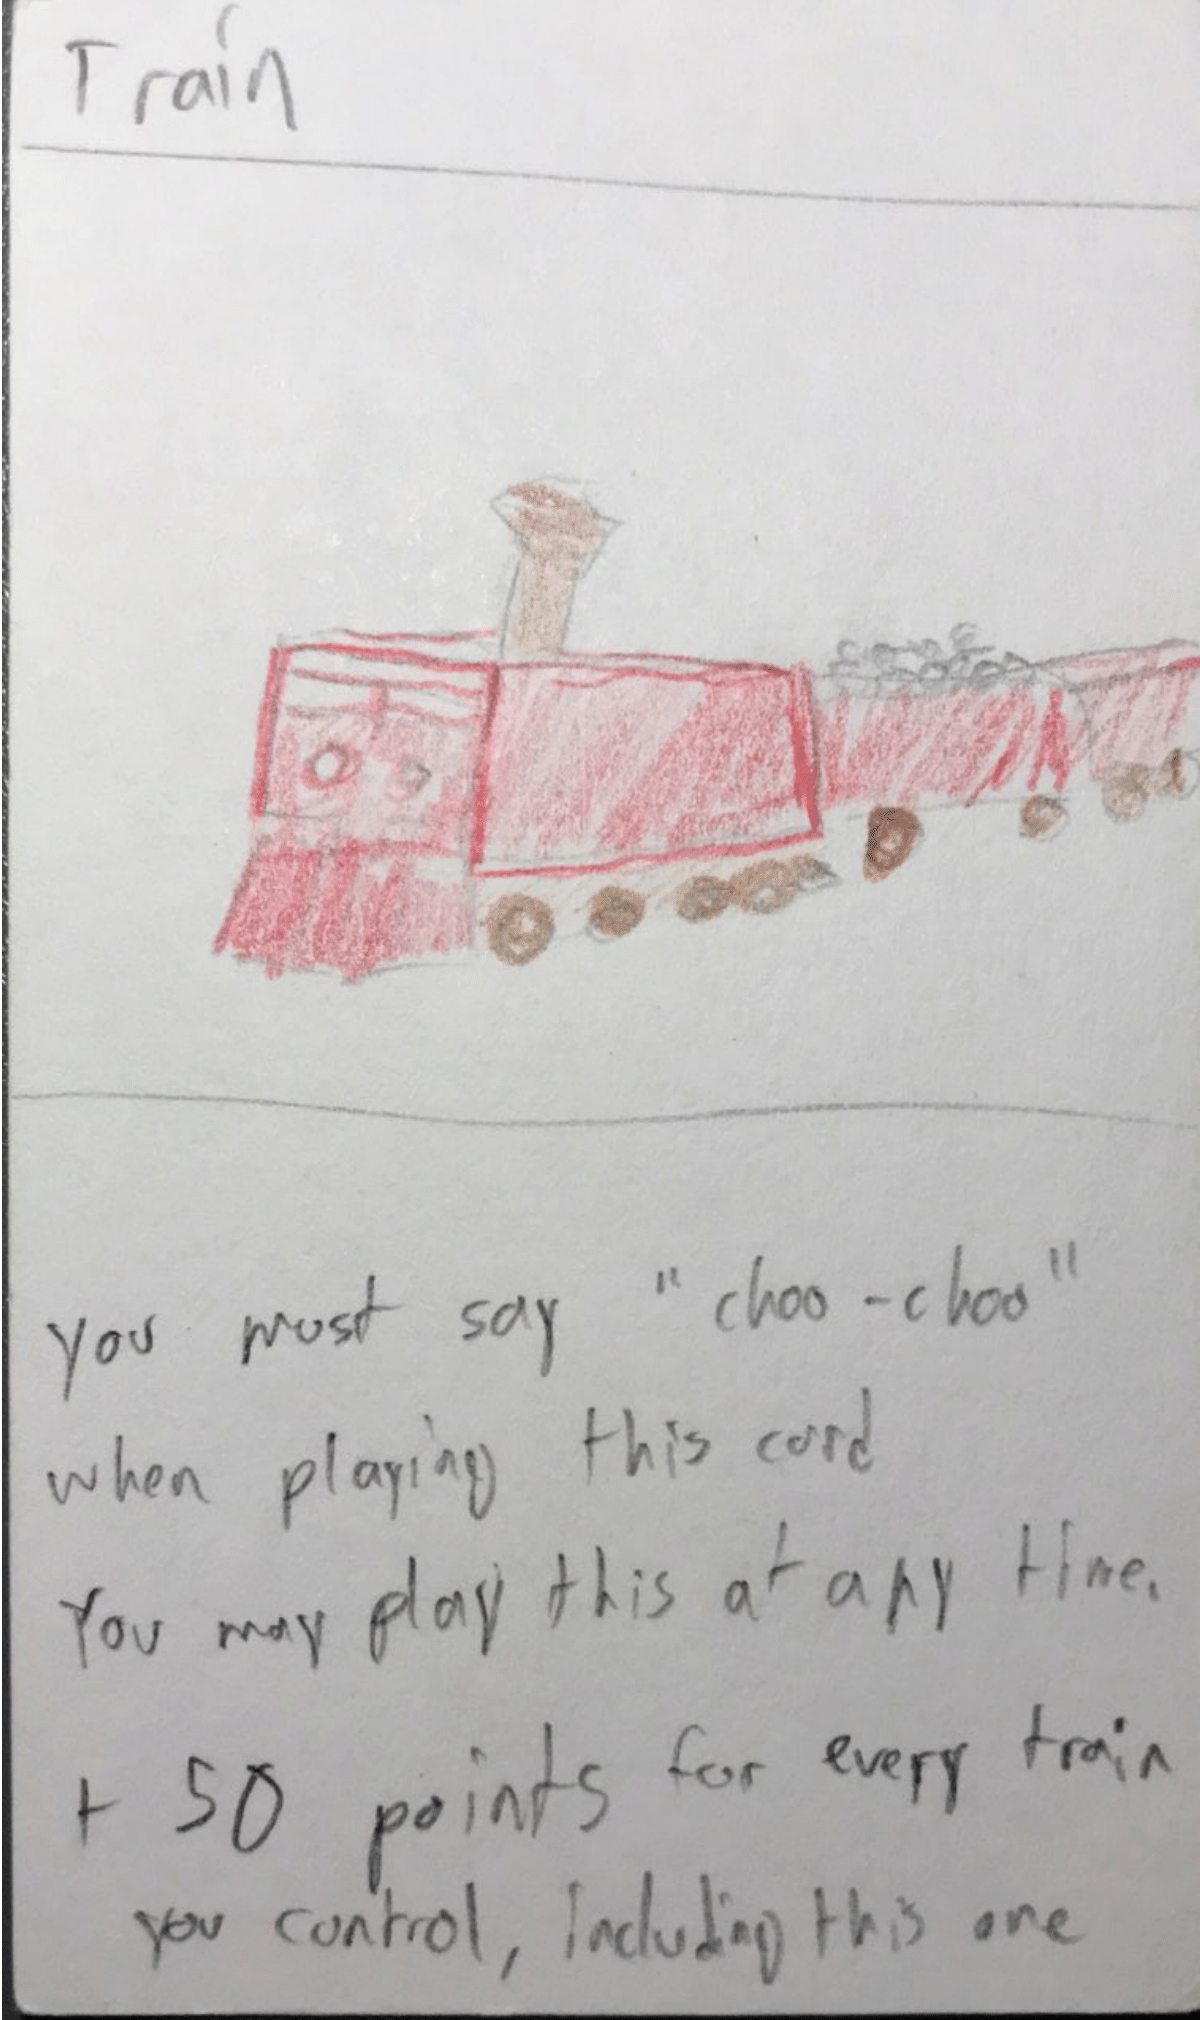 Train
you must say "choo-choo"
when playing this card
You may play this at any time.
+ 50 points for every train
you control, including this one